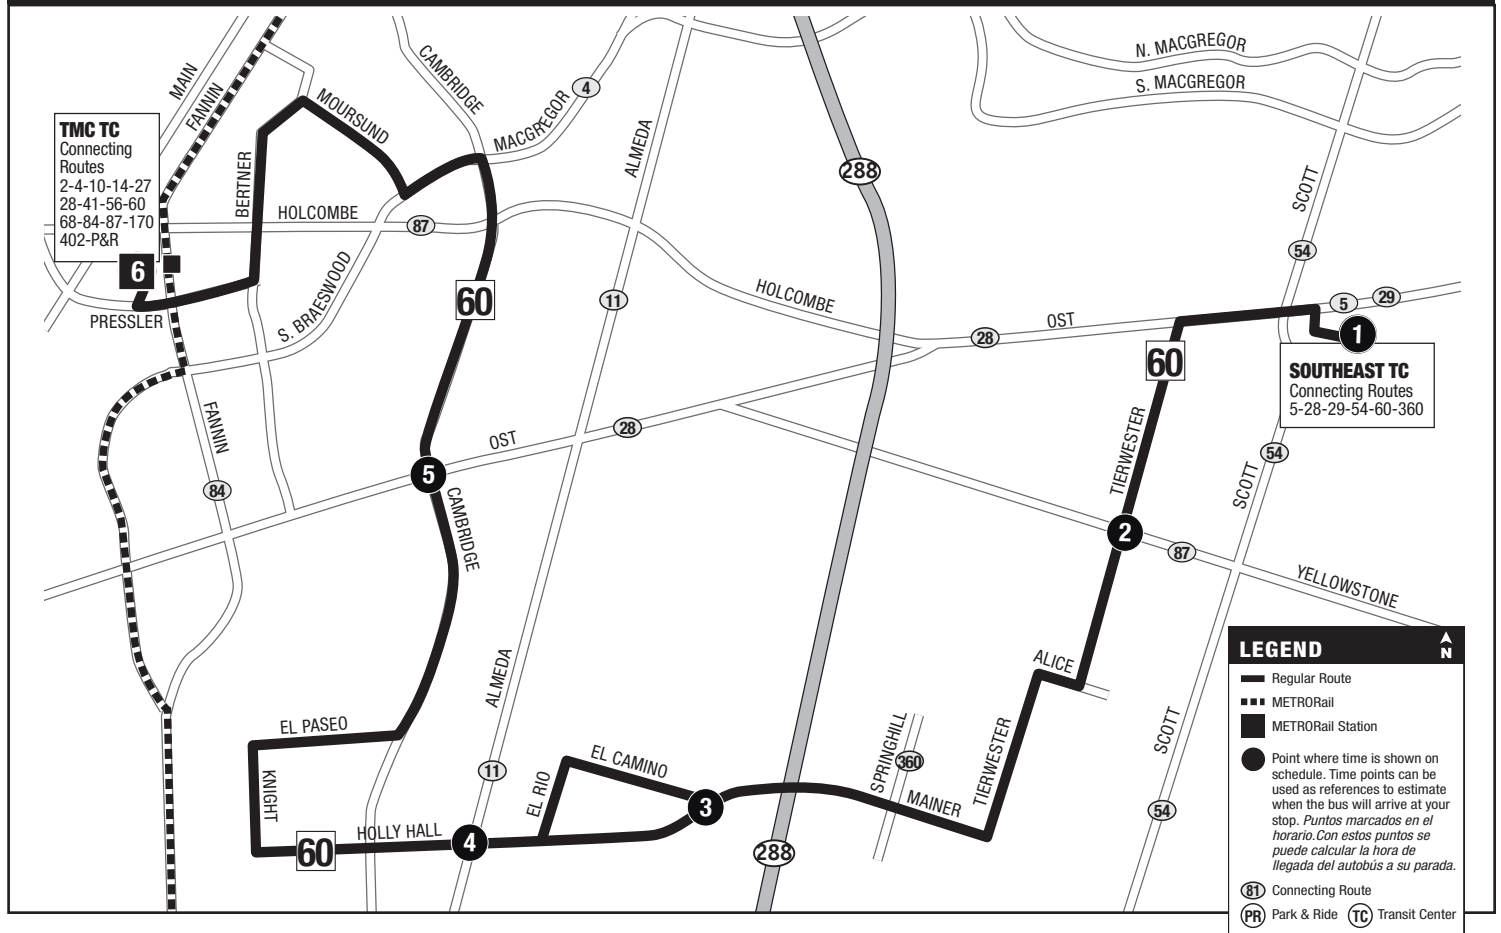 MAIN
FANNIN
CAMBRIDGE
4
MACGREGOR
N. MACGREGOR
S. MACGREGOR
MOURSUND
ALMEDA
288
SCOTT
TMC TC
Connecting
Routes
2-4-10-14-27
28-41-56-60
68-84-87-170
402-P&R
BERTNER
HOLCOMBE
87
54
6
PRESSLER
S. BRAESWOOD
60
11
HOLCOMBE
28
OST
5
29
1
60
SOUTHEAST TC
Connecting Routes
5-28-29-54-60-360
FANNIN
84
OST
28
5
CAMBRIDGE
TIERWESTER
SCOTT
54
2
87
YELLOWSTONE
ALICE
ALMEDA
EL PASEO
KNIGHT
11
EL RIO
EL CAMINO
3
SPRINGHILL
360
MAINER
TIERWESTER
SCOTT
54
60
HOLLY HALL
4
288
LEGEND
N
Regular Route
METRORail
METRORail Station
Point where time is shown on
schedule. Time points can be
used as references to estimate
when the bus will arrive at your
stop. Puntos marcados en el
horario.Con estos puntos se
puede calcular la hora de
llegada del autobús a su parada.
81 Connecting Route
PR Park & Ride TC Transit Center